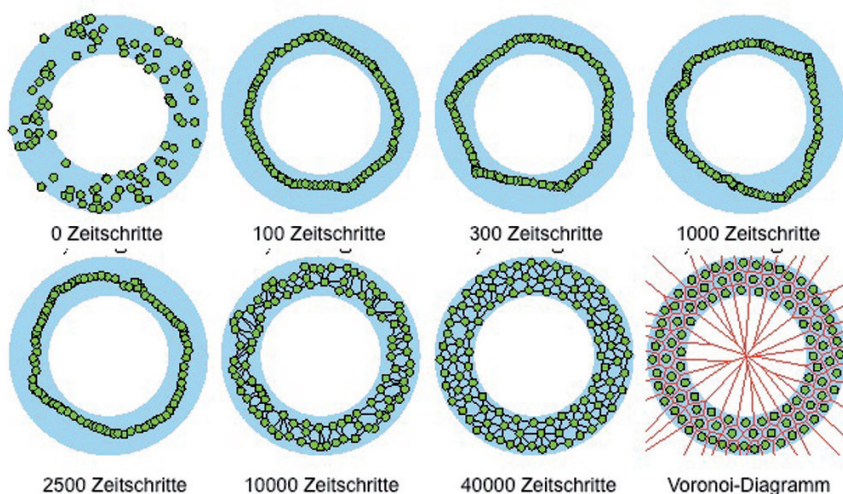 0 Zeitschritte
100 Zeitschritte
300 Zeitschritte
1000 Zeitschritte
2500 Zeitschritte
10000 Zeitschritte
40000 Zeitschritte
Voronoi-Diagramm